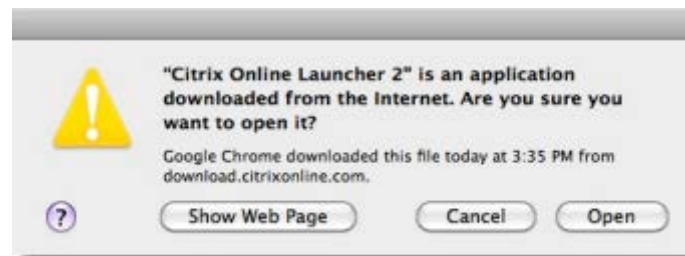 "Citrix Online Launcher 2" is an application
downloaded from the Internet. Are you sure you
want to open it?
Google Chrome downloaded this file today at 3:35 PM from
download.citrixonline.com.
? Show Web Page Cancel Open